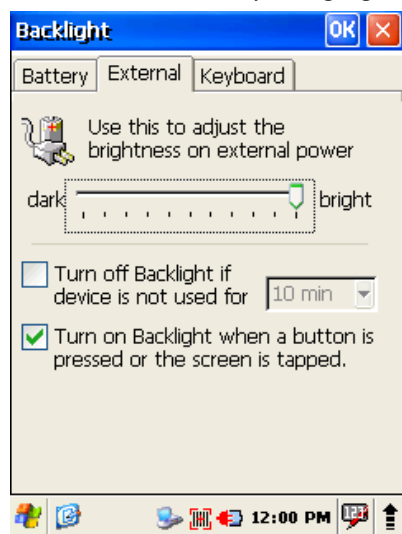 Backlight OK
Battery External Keyboard
Use this to adjust the
brightness on external power
dark bright
Turn off Backlight if
device is not used for 10 min
Turn on Backlight when a button is
pressed or the screen is tapped.
12:00 PM 123